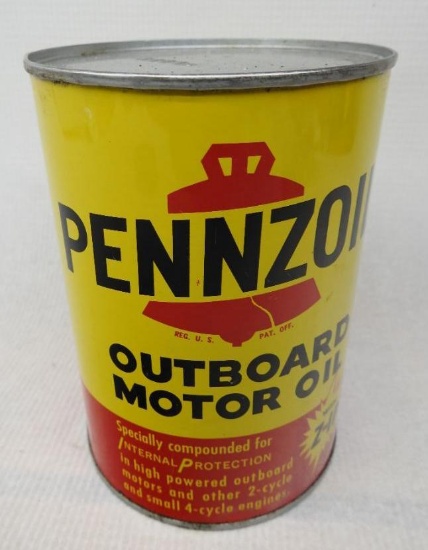 PENNZOIL
REG. U. S. PAT. OFF.
OUTBOARD
MOTOR OIL
Specially compounded for
INTERNAL PROTECTION
in high powered outboard
motors and other 2-cycle
and small 4-cycle engines.